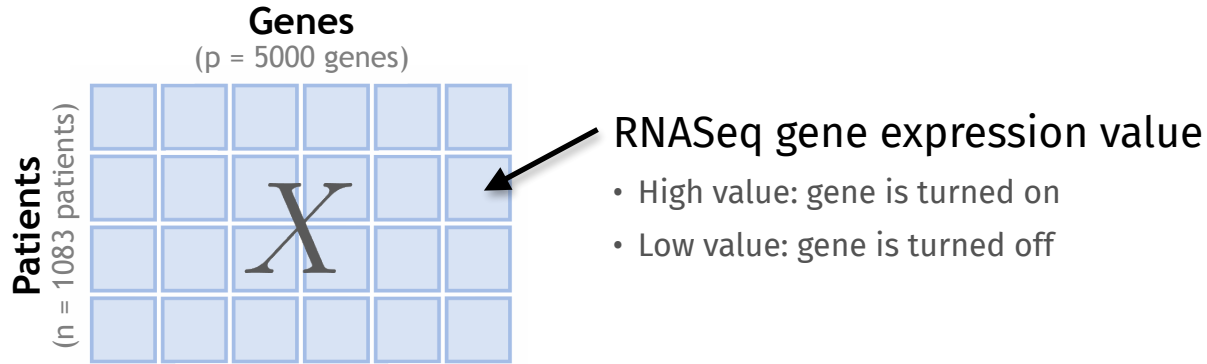 Genes
(p = 5000 genes)
Patients
(n = 1083 patients)
X
RNASeq gene expression value
• High value: gene is turned on
• Low value: gene is turned off